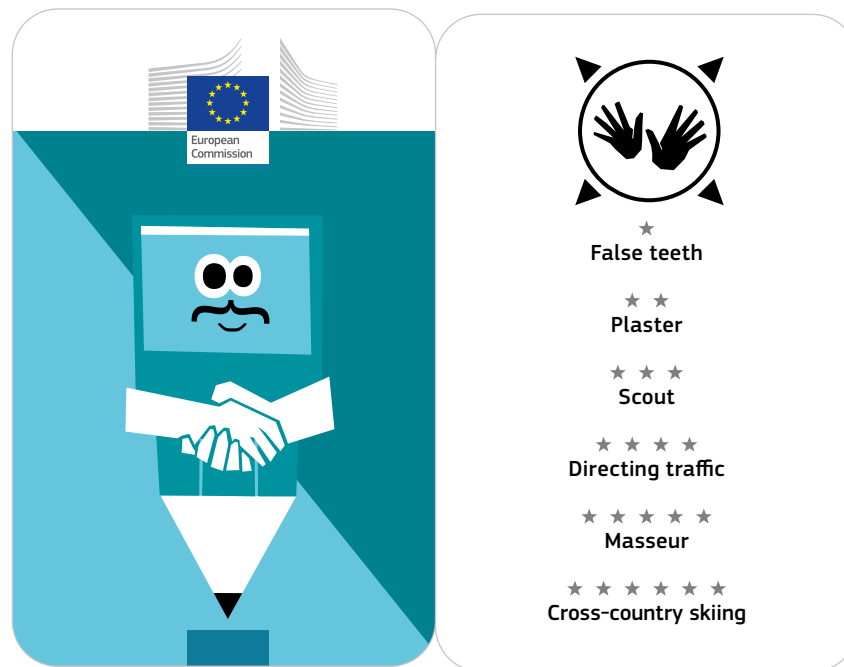 European
Commission
False teeth
Plaster
Scout
Directing traffic
Masseur
Cross-country skiing